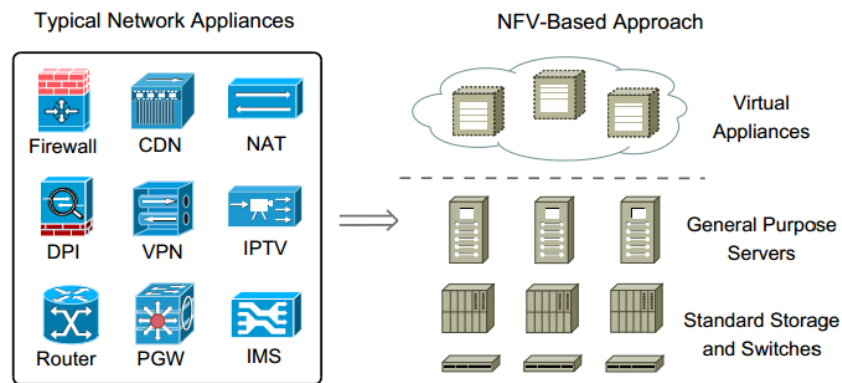 Typical Network Appliances
Firewall
CDN
NAT
DPI
VPN
IPTV
Router
PGW
IMS
NFV-Based Approach
Virtual
Appliances
General Purpose
Servers
Standard Storage
and Switches